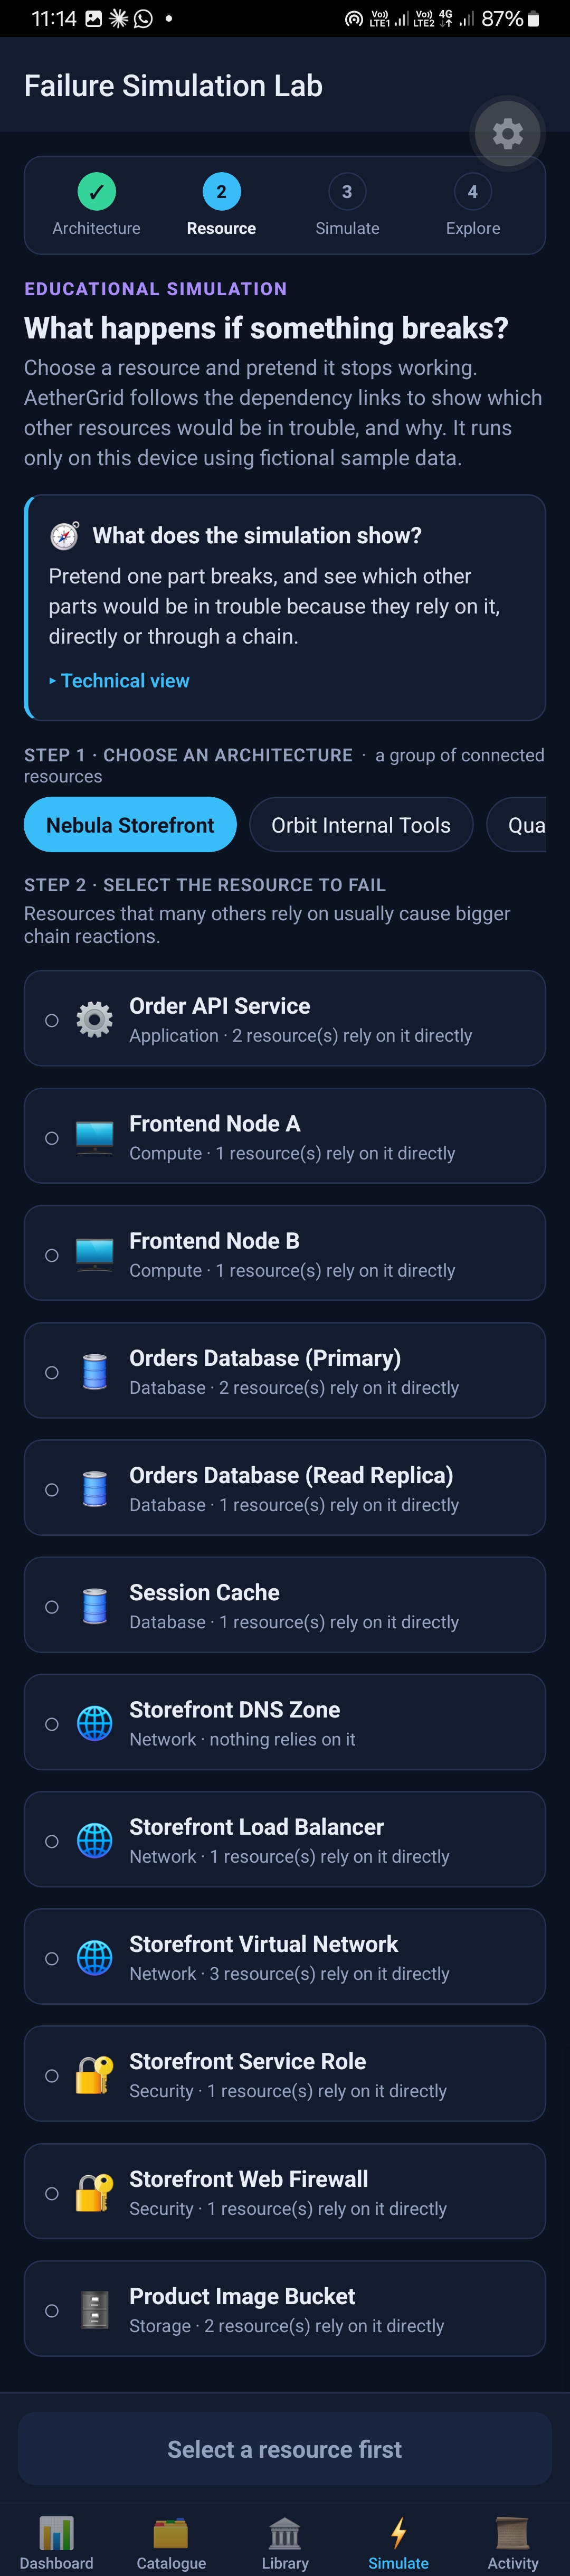 11:14
Vo)) LTE1 Vo)) LTE2 4G 87%
Failure Simulation Lab
✓ 2 3 4
Architecture Resource Simulate Explore
EDUCATIONAL SIMULATION
What happens if something breaks?
Choose a resource and pretend it stops working.
AetherGrid follows the dependency links to show which
other resources would be in trouble, and why. It runs
only on this device using fictional sample data.
What does the simulation show?
Pretend one part breaks, and see which other
parts would be in trouble because they rely on it,
directly or through a chain.
▸ Technical view
STEP 1 · CHOOSE AN ARCHITECTURE · a group of connected
resources
Nebula Storefront Orbit Internal Tools Qua
STEP 2 · SELECT THE RESOURCE TO FAIL
Resources that many others rely on usually cause bigger
chain reactions.
Order API Service
Application · 2 resource(s) rely on it directly
Frontend Node A
Compute · 1 resource(s) rely on it directly
Frontend Node B
Compute · 1 resource(s) rely on it directly
Orders Database (Primary)
Database · 2 resource(s) rely on it directly
Orders Database (Read Replica)
Database · 1 resource(s) rely on it directly
Session Cache
Database · 1 resource(s) rely on it directly
Storefront DNS Zone
Network · nothing relies on it
Storefront Load Balancer
Network · 1 resource(s) rely on it directly
Storefront Virtual Network
Network · 3 resource(s) rely on it directly
Storefront Service Role
Security · 1 resource(s) rely on it directly
Storefront Web Firewall
Security · 1 resource(s) rely on it directly
Product Image Bucket
Storage · 2 resource(s) rely on it directly
Select a resource first
Dashboard Catalogue Library Simulate Activity